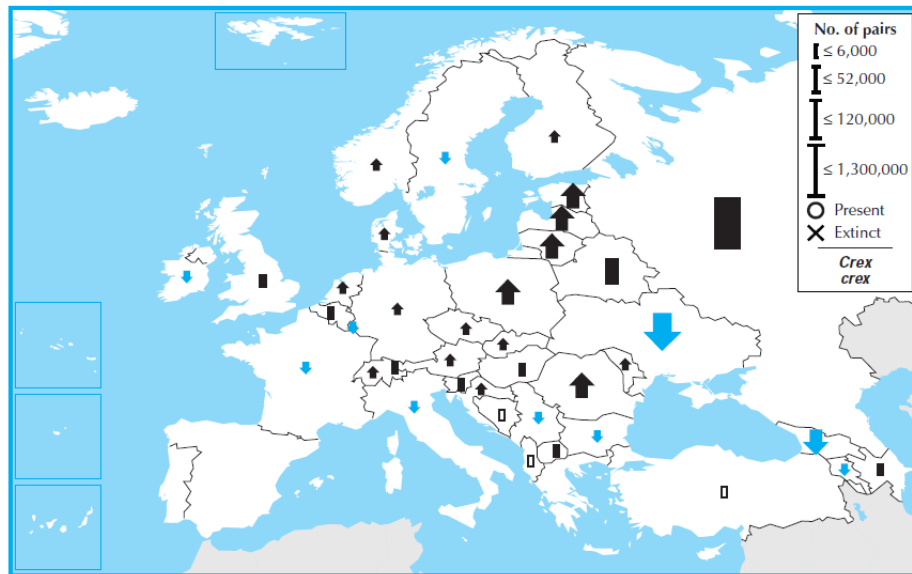 No. of pairs
≤ 6,000
≤ 52,000
≤ 120,000
≤ 1,300,000
Present
Extinct
Crex
crex